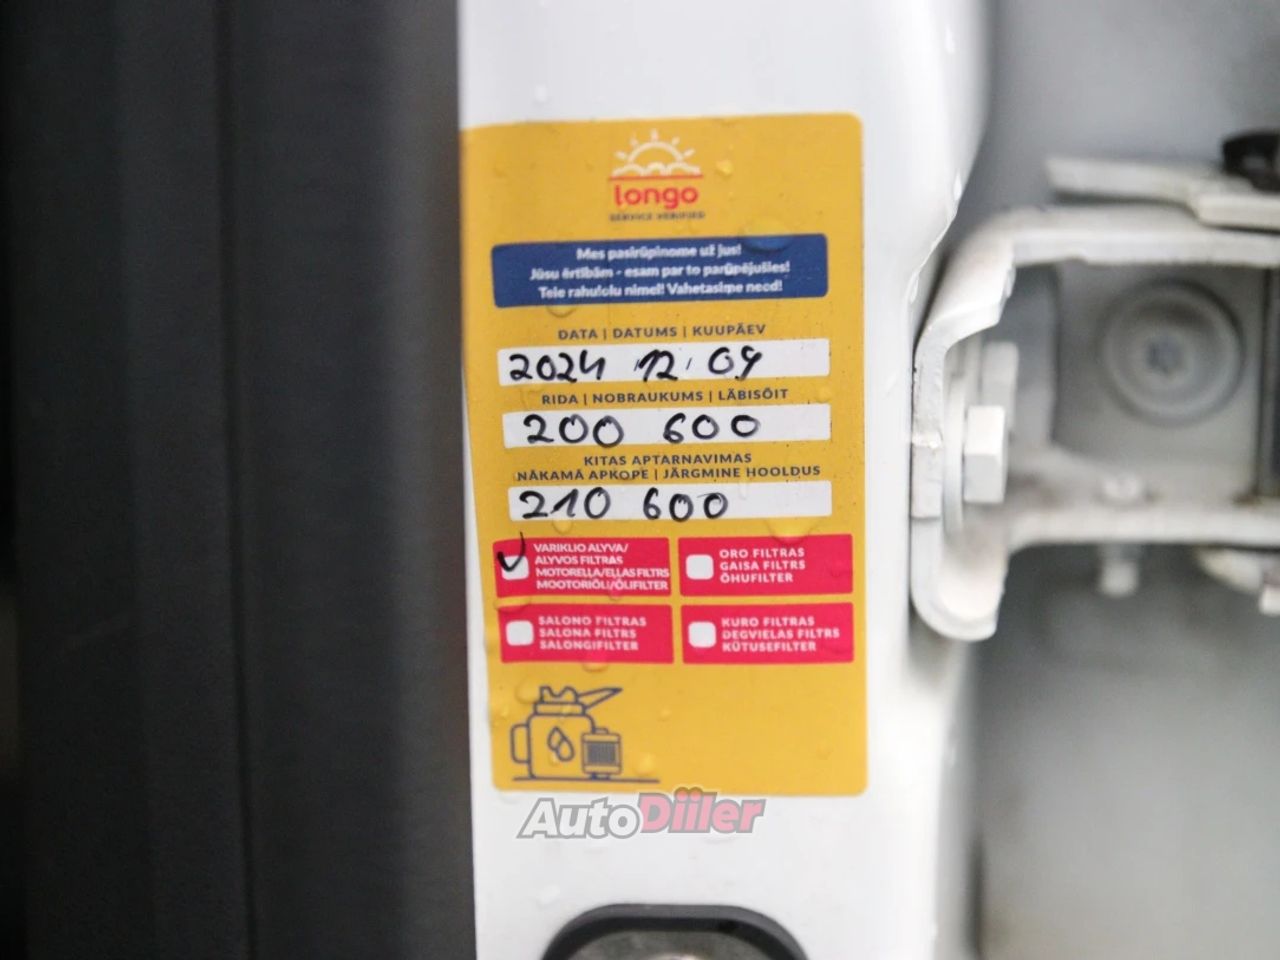 longo
SERVICE VERIFIED
Mes pasirūpinome už jus!
Jūsu ērtībām - esam par to parūpējušies!
Teie rahulolu nimel! Vahetasime need!
DATA | DATUMS | KUUPÄEV
2024 12 09
RIDA | NOBRAUKUMS | LÄBISÕIT
200 600
KITAS APTARNAVIMAS
NĀKAMĀ APKOPE | JÄRGMINE HOOLDUS
210 600
VARIKLIO ALYVA/
ALYVOS FILTRAS
MOTOREĻĻA/EĻĻAS FILTRS
MOOTORIÕLI/ÕLIFILTER
ORO FILTRAS
GAISA FILTRS
ÕHUFILTER
SALONO FILTRAS
SALONA FILTRS
SALONGIFILTER
KURO FILTRAS
DEGVIELAS FILTRS
KÜTUSEFILTER
AutoDiiler